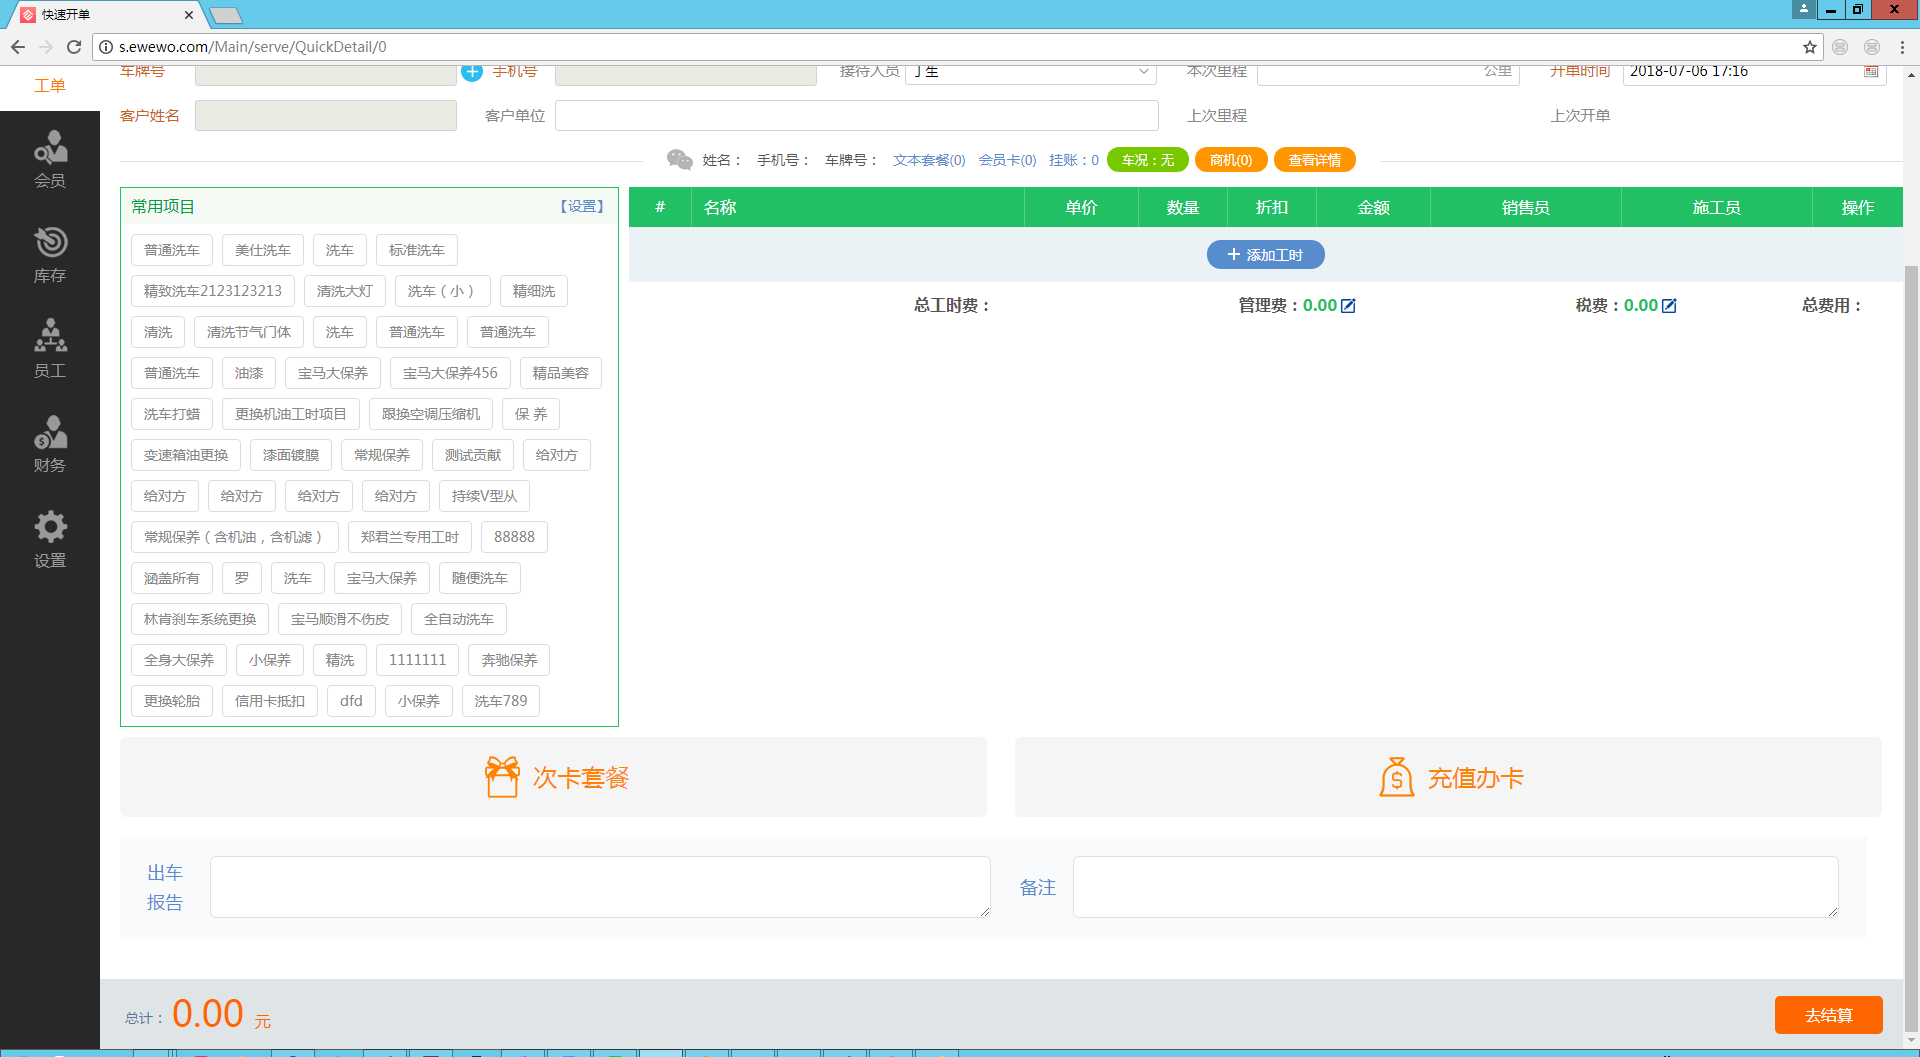 快速开单
s.ewewo.com/Main/serve/QuickDetail/0
工单
会员
库存
员工
财务
设置
车牌号 手机号 接待人员 丁生 本次里程 公里 开单时间 2018-07-06 17:16
客户姓名 客户单位 上次里程 上次开单
姓名： 手机号： 车牌号： 文本套餐(0) 会员卡(0) 挂账：0 车况：无 商机(0) 查看详情
常用项目 【设置】
普通洗车 美仕洗车 洗车 标准洗车
精致洗车2123123213 清洗大灯 洗车（小） 精细洗
清洗 清洗节气门体 洗车 普通洗车 普通洗车
普通洗车 油漆 宝马大保养 宝马大保养456 精品美容
洗车打蜡 更换机油工时项目 跟换空调压缩机 保 养
变速箱油更换 漆面镀膜 常规保养 测试贡献 给对方
给对方 给对方 给对方 给对方 持续V型从
常规保养（含机油，含机滤） 郑君兰专用工时 88888
涵盖所有 罗 洗车 宝马大保养 随便洗车
林肯刹车系统更换 宝马顺滑不伤皮 全自动洗车
全身大保养 小保养 精洗 1111111 奔驰保养
更换轮胎 信用卡抵扣 dfd 小保养 洗车789
# 名称 单价 数量 折扣 金额 销售员 施工员 操作
添加工时
总工时费： 管理费：0.00 税费：0.00 总费用：
次卡套餐 充值办卡
出车
报告
备注
总计： 0.00 元
去结算